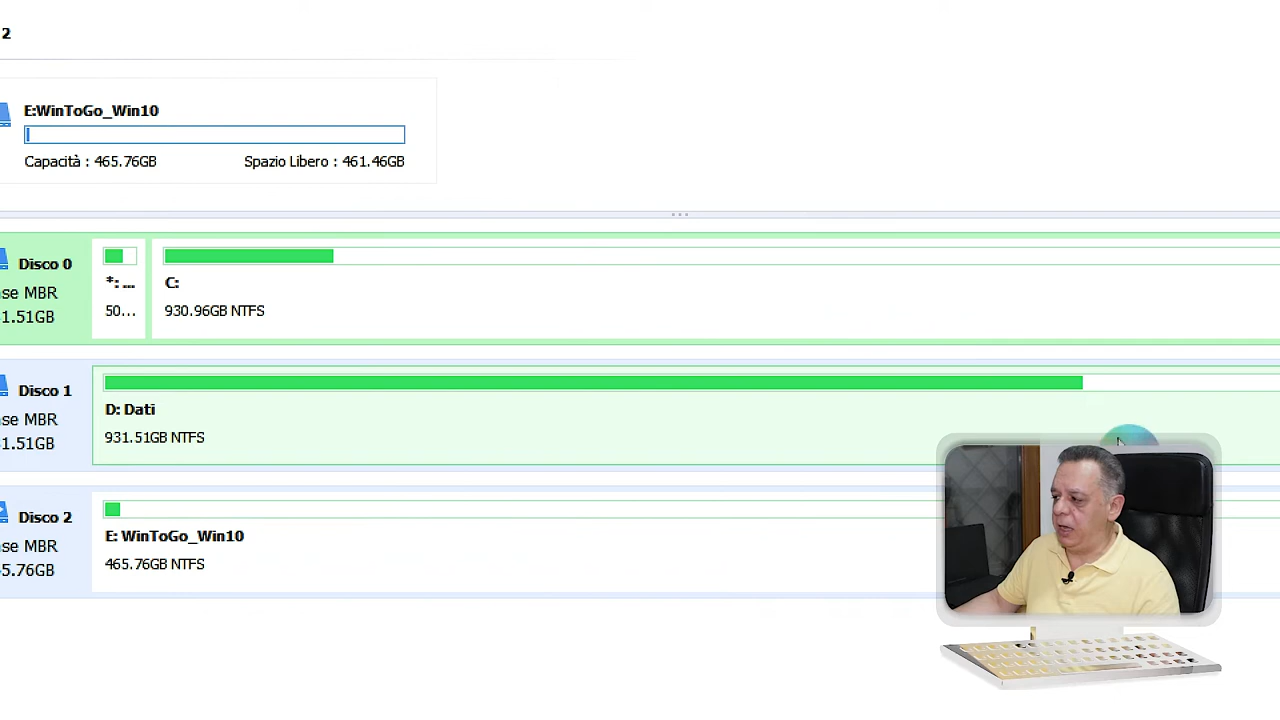 2
E:WinToGo_Win10
Capacità : 465.76GB Spazio Libero : 461.46GB
Disco 0
se MBR
1.51GB
*: ...
50...
C:
930.96GB NTFS
Disco 1
se MBR
1.51GB
D: Dati
931.51GB NTFS
Disco 2
se MBR
5.76GB
E: WinToGo_Win10
465.76GB NTFS